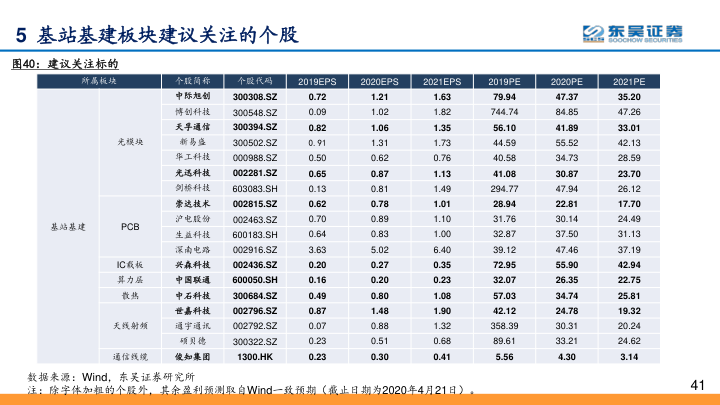 5 基站基建板块建议关注的个股
东吴证券
SOOCHOW SECURITIES
图40：建议关注标的
所属板块 个股简称 个股代码 2019EPS 2020EPS 2021EPS 2019PE 2020PE 2021PE
中际旭创 300308.SZ 0.72 1.21 1.63 79.94 47.37 35.20
博创科技 300548.SZ 0.09 1.02 1.82 744.74 84.85 47.26
天孚通信 300394.SZ 0.82 1.06 1.35 56.10 41.89 33.01
光模块 新易盛 300502.SZ 0.91 1.31 1.73 44.59 55.52 42.13
华工科技 000988.SZ 0.50 0.62 0.76 40.58 34.73 28.59
光迅科技 002281.SZ 0.65 0.87 1.13 41.08 30.87 23.70
剑桥科技 603083.SH 0.13 0.81 1.49 294.77 47.94 26.12
崇达技术 002815.SZ 0.62 0.78 1.01 28.94 22.81 17.70
基站基建 PCB 沪电股份 002463.SZ 0.70 0.89 1.10 31.76 30.14 24.49
生益科技 600183.SH 0.64 0.83 1.00 32.87 37.50 31.13
深南电路 002916.SZ 3.63 5.02 6.40 39.12 47.46 37.19
IC载板 兴森科技 002436.SZ 0.20 0.27 0.35 72.95 55.90 42.94
算力层 中国联通 600050.SH 0.16 0.20 0.23 32.07 26.35 22.75
散热 中石科技 300684.SZ 0.49 0.80 1.08 57.03 34.74 25.81
世嘉科技 002796.SZ 0.87 1.48 1.90 42.12 24.78 19.32
天线射频 通宇通讯 002792.SZ 0.07 0.88 1.32 358.39 30.31 20.24
硕贝德 300322.SZ 0.23 0.51 0.68 89.61 33.21 24.62
通信线缆 俊知集团 1300.HK 0.23 0.30 0.41 5.56 4.30 3.14
数据来源：Wind，东吴证券研究所
注：除字体加粗的个股外，其余盈利预测取自Wind一致预期（截止日期为2020年4月21日）。
41